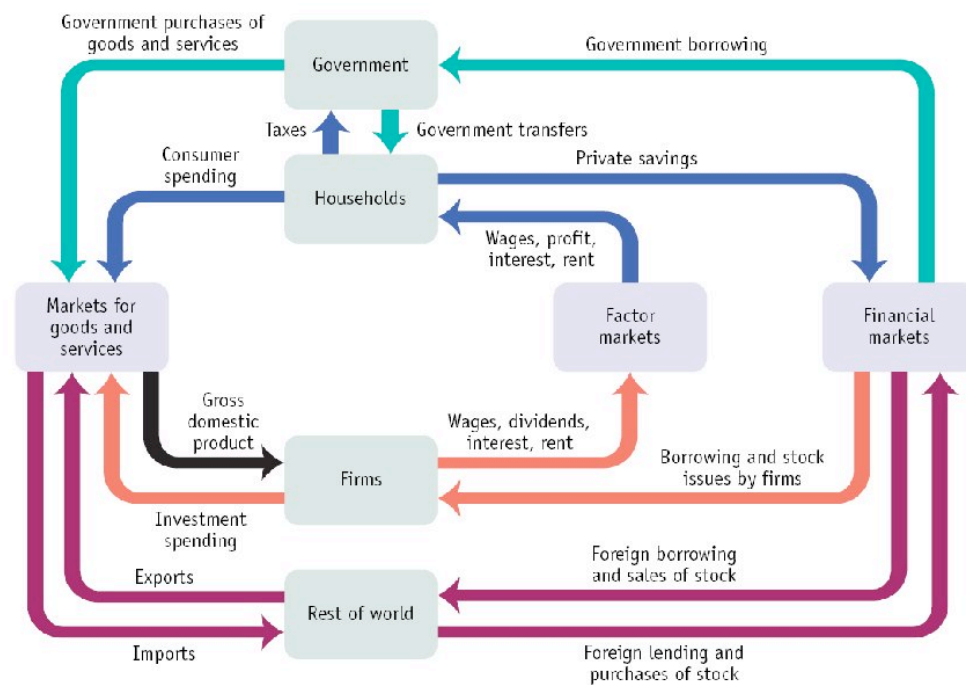 Government purchases of
goods and services
Government
Government borrowing
Taxes
Government transfers
Consumer
spending
Households
Private savings
Wages, profit,
interest, rent
Markets for
goods and
services
Factor
markets
Financial
markets
Gross
domestic
product
Wages, dividends,
interest, rent
Firms
Borrowing and stock
issues by firms
Investment
spending
Foreign borrowing
and sales of stock
Exports
Rest of world
Imports
Foreign lending and
purchases of stock